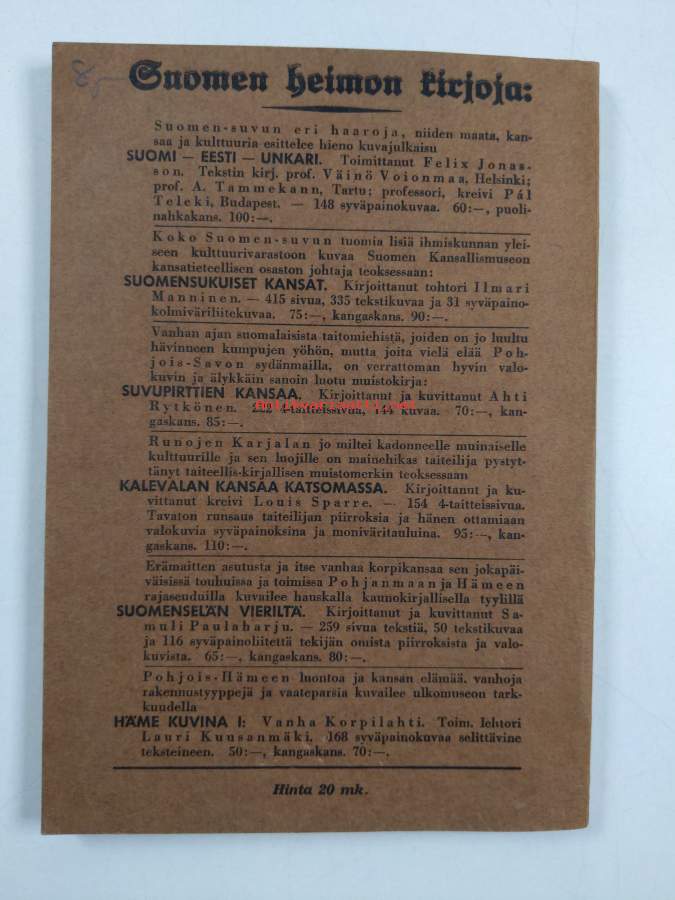 8,-
Suomen heimon kirjoja:
Suomen-suvun eri haaroja, niiden maata, kan-
saa ja kulttuuria esittelee hieno kuvajulkaisu
SUOMI — EESTI — UNKARI. Toimittanut Felix Jonas-
son. Tekstin kirj. prof. Väinö Voionmaa, Helsinki;
prof. A. Tammekann, Tartu; professori, kreivi Pál
Teleki, Budapest. — 148 syväpainokuvaa. 60:—, puoli-
nahkakans. 100:—.
Koko Suomen-suvun tuomia lisiä ihmiskunnan ylei-
seen kulttuurivarastoon kuvaa Suomen Kansallismuseon
kansatieteellisen osaston johtaja teoksessaan:
SUOMENSUKUISET KANSAT. Kirjoittanut tohtori Ilmari
Manninen. — 415 sivua, 335 tekstikuvaa ja 31 syväpaino-
kolmiväriliitekuvaa. 75:—, kangaskans. 90:—.
Vanhan ajan suomalaisista taitomiehistä, joiden on jo luultu
hävinneen kumpujen yöhön, mutta joita vielä elää Poh-
jois-Savon sydänmailla, on verrattoman hyvin valo-
kuvin ja älykkäin sanoin luotu muistokirja:
SUVUPIRTTIEN KANSAA. Kirjoittanut ja kuvittanut Ahti
Rytkönen. 4-taitteissivua, 144 kuvaa. 70:—, kan-
gaskans. 85:—.
Runojen Karjalan jo miltei kadonneelle muinaiselle
kulttuurille ja sen luojille on mainehikas taiteilija pystyt-
tänyt taiteellis-kirjallisen muistomerkin teoksessaan
KALEVALAN KANSAA KATSOMASSA. Kirjoittanut ja ku-
vittanut kreivi Louis Sparre. — 154 4-taitteissivua.
Tavaton runsaus taiteilijan piirroksia ja hänen ottamiaan
valokuvia syväpainoksina ja moniväritauluina. 95:—, kan-
gaskans. 110:—.
Erämaitten asutusta ja itse vanhaa korpikansaa sen jokapäi-
väisissä touhuissa ja toimissa Pohjanmaan ja Hämeen
rajaseuduilla kuvailee hauskalla kaunokirjallisella tyylillä
SUOMENSELÄN VIERILTÄ. Kirjoittanut ja kuvittanut Sa-
muli Paulaharju. — 259 sivua tekstiä, 50 tekstikuvaa
ja 116 syväpainoliitettä tekijän omista piirroksista ja valo-
kuvista. 65:—, kangaskans. 80:—.
Pohjois-Hämeen luontoa ja kansan elämää, vanhoja
rakennustyyppejä ja vaateparsia kuvailee ulkomuseon tark-
kuudella
HÄME KUVINA I: Vanha Korpilahti. Toim. lehtori
Lauri Kuusanmäki. 168 syväpainokuvaa selittävine
teksteineen. 50:—, kangaskans. 70:—.
Hinta 20 mk.